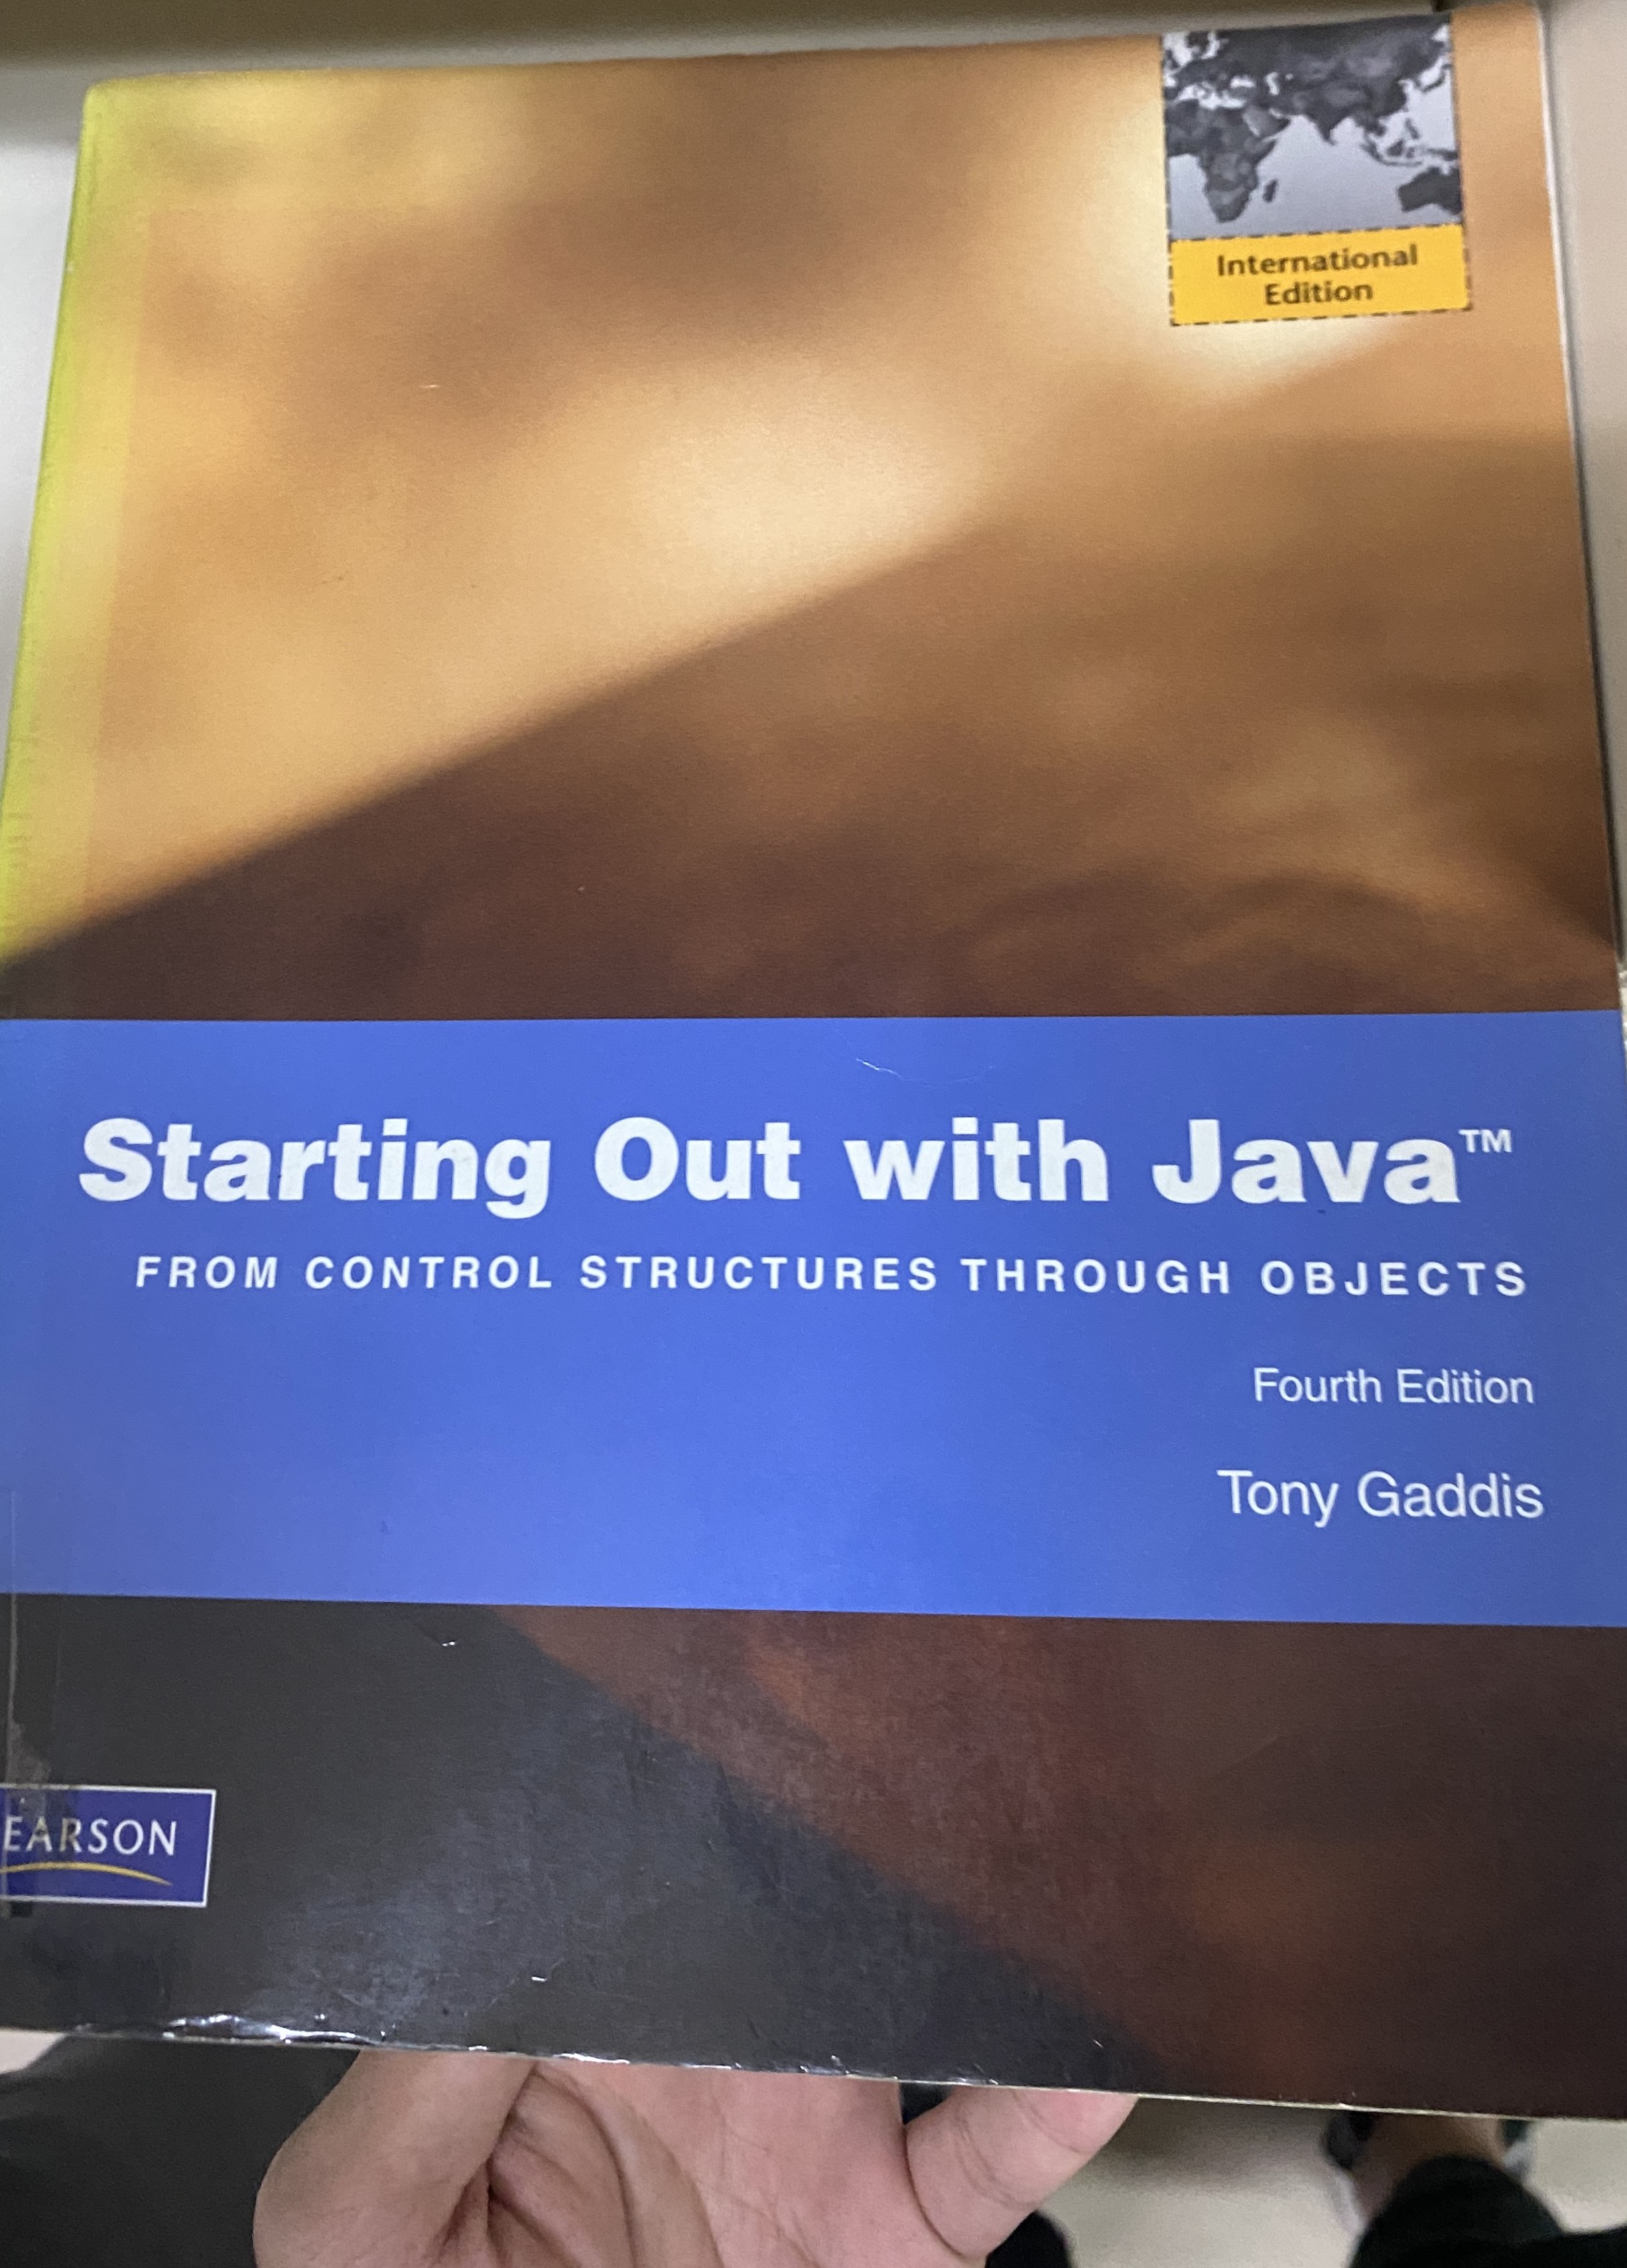 International
Edition
Starting Out with Java™
FROM CONTROL STRUCTURES THROUGH OBJECTS
Fourth Edition
Tony Gaddis
EARSON